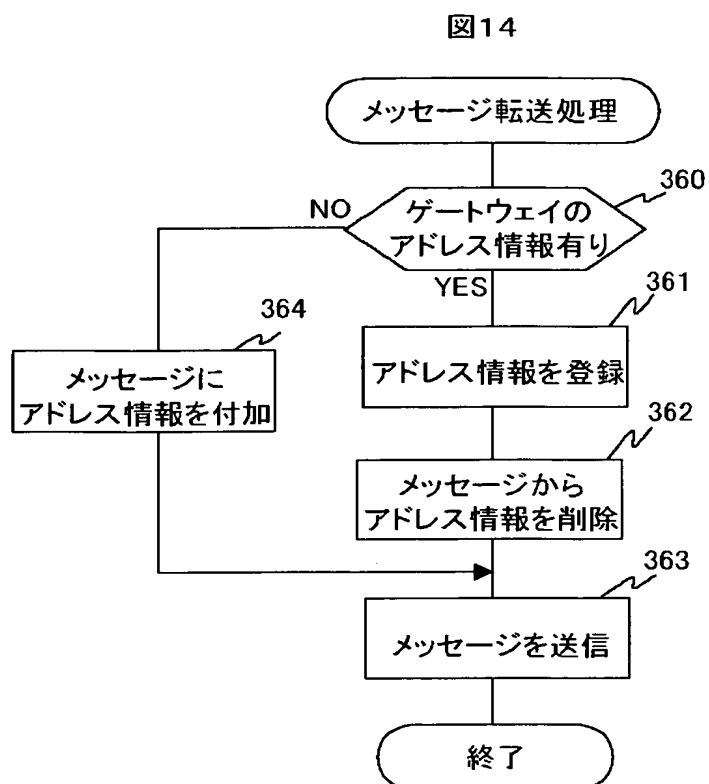 図14
メッセージ転送処理
360
ゲートウェイの
アドレス情報有り
NO
YES
361
アドレス情報を登録
364
メッセージに
アドレス情報を付加
362
メッセージから
アドレス情報を削除
363
メッセージを送信
終了